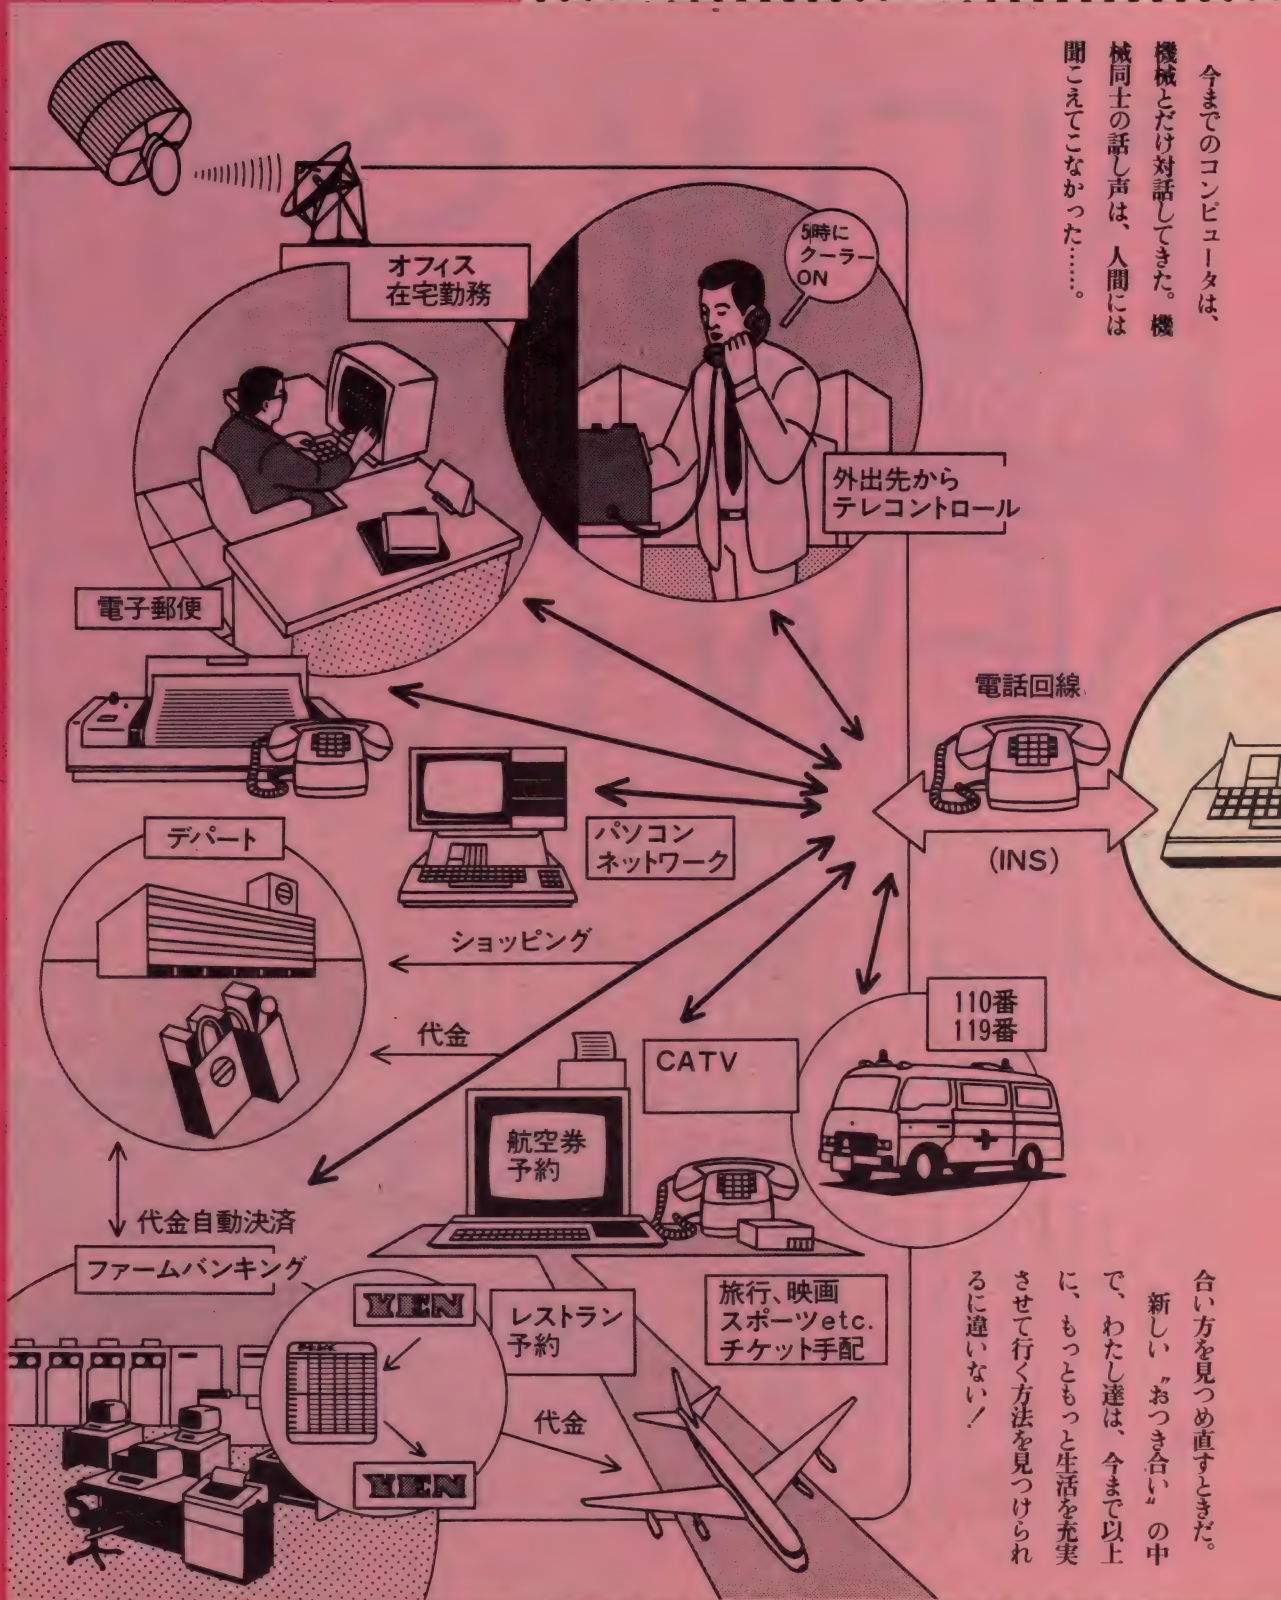 今までのコンピュータは、
機械とだけ対話してきた。機
械同士の話し声は、人間には
聞こえてこなかった……。
5時に
クーラー
ON
オフィス
在宅勤務
外出先から
テレコントロール
電子郵便
電話回線
(INS)
パソコン
ネットワーク
デパート
ショッピング
代金
110番
119番
CATV
航空券
予約
代金自動決済
ファームバンキング
YEN
YEN
レストラン
予約
代金
旅行、映画
スポーツetc.
チケット手配
合い方を見つめ直すときだ。
新しい〝おつき合い〟の中
で、わたし達は、今まで以上
に、もっともっと生活を充実
させて行く方法を見つけられ
るに違いない！